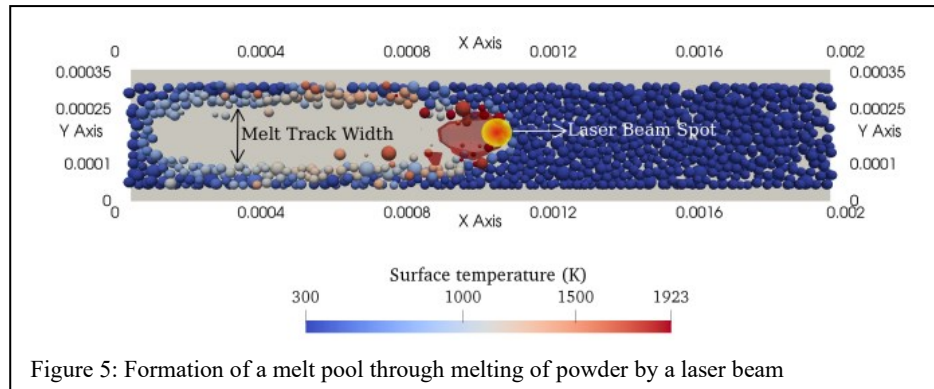 X Axis
0 0.0004 0.0008 0.0012 0.0016 0.002
0.00035 0.00035
0.00025 0.00025
Y Axis Melt Track Width Laser Beam Spot Y Axis
0.0001 0.0001
0 0
0 0.0004 0.0008 0.0012 0.0016 0.002
X Axis
Surface temperature (K)
300 1000 1500 1923
Figure 5: Formation of a melt pool through melting of powder by a laser beam